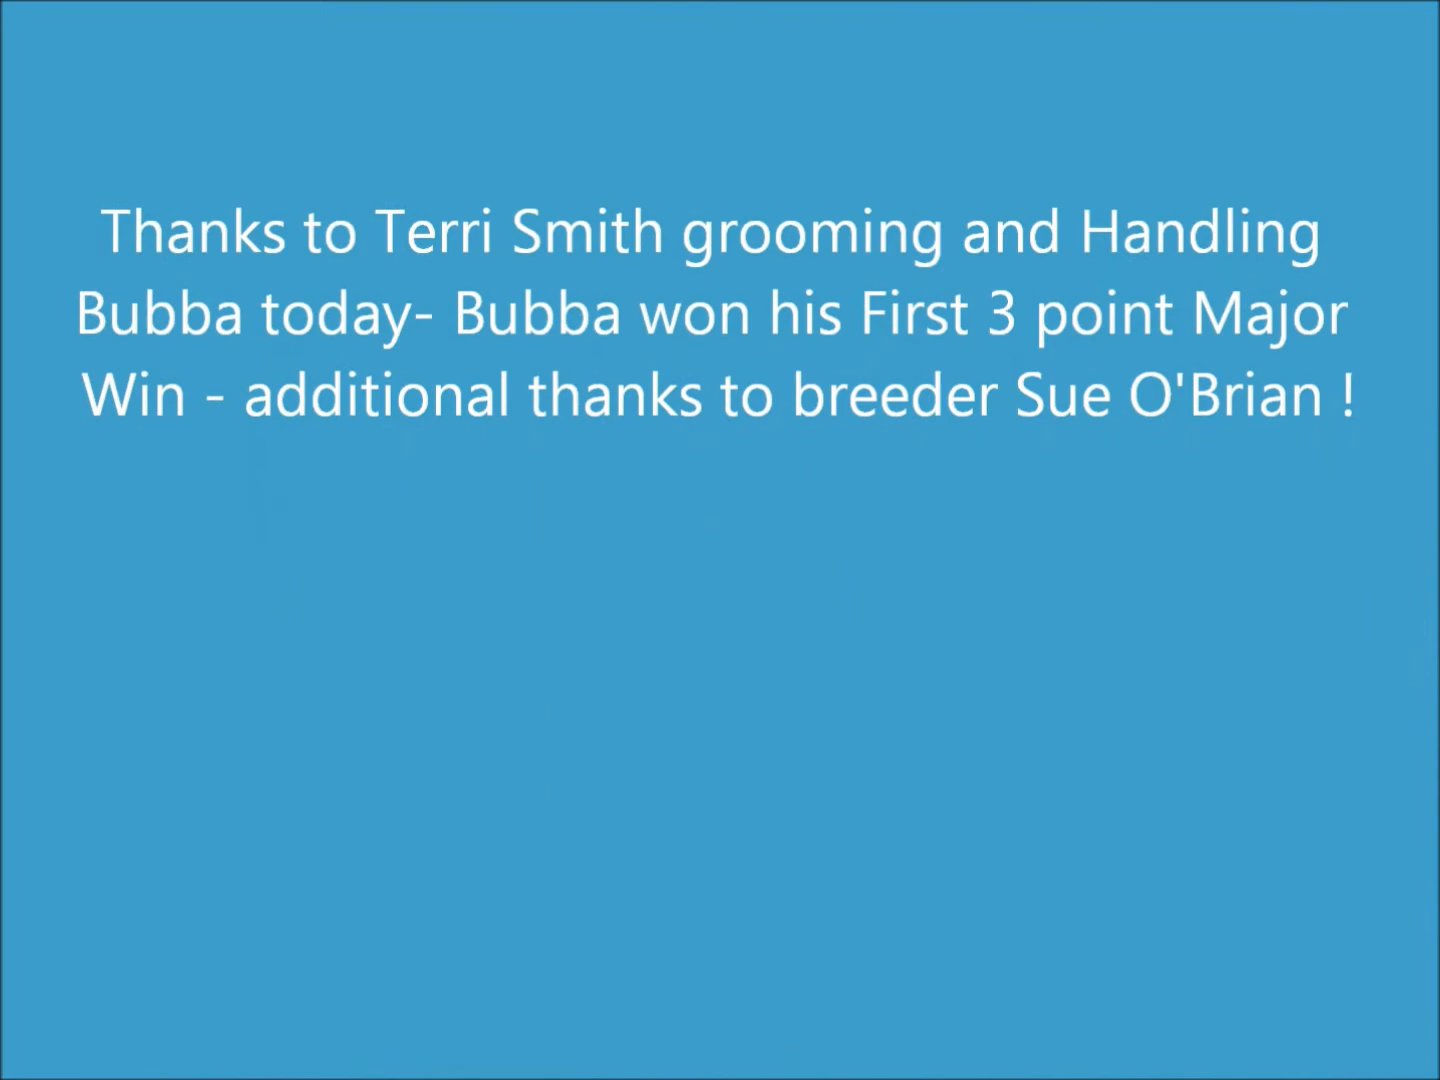 Thanks to Terri Smith grooming and Handling
Bubba today- Bubba won his First 3 point Major
Win - additional thanks to breeder Sue O'Brian !